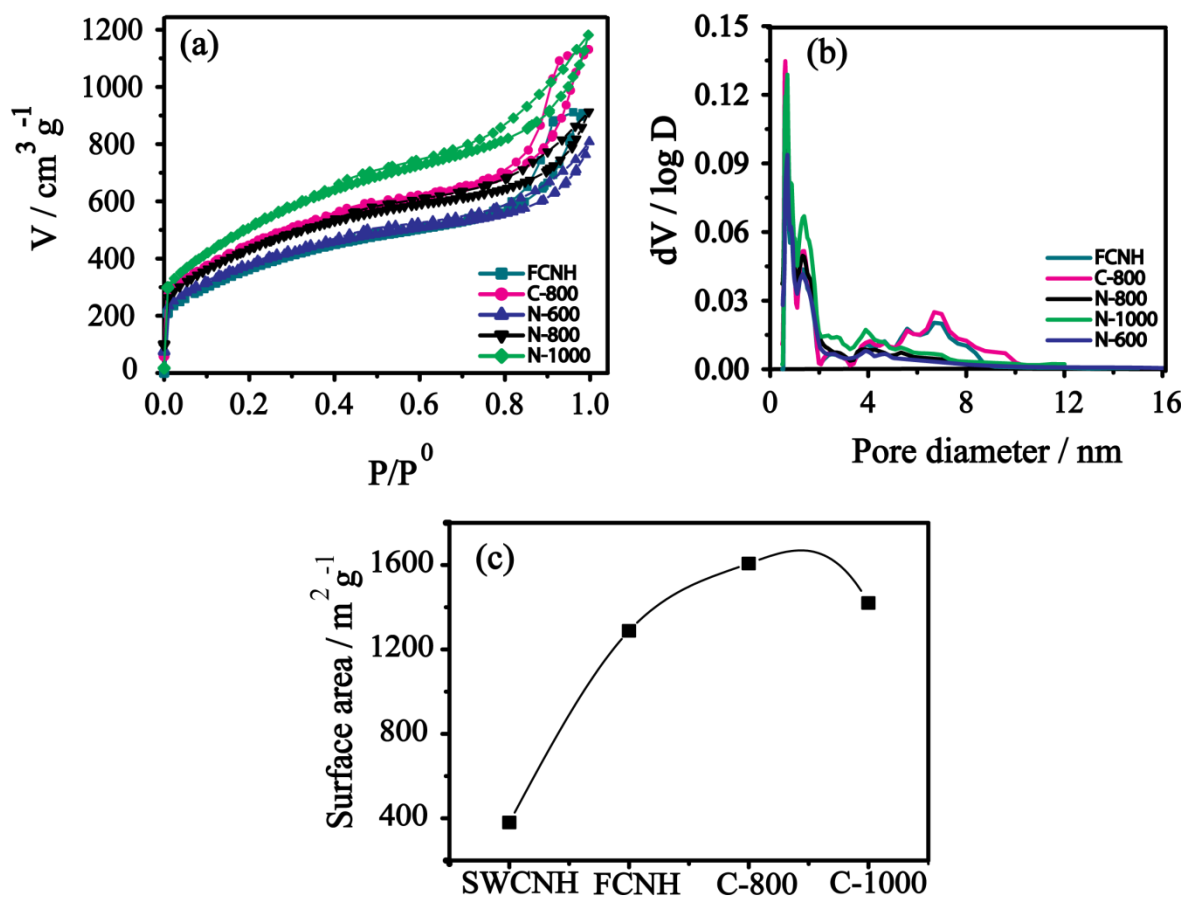 (a)
V / cm³ g⁻¹
1200
1000
800
600
400
200
0
FCNH
C-800
N-600
N-800
N-1000
0.0 0.2 0.4 0.6 0.8 1.0
P/P⁰
(b)
dV / log D
0.15
0.12
0.09
0.06
0.03
0.00
FCNH
C-800
N-800
N-1000
N-600
0 4 8 12 16
Pore diameter / nm
(c)
Surface area / m² g⁻¹
1600
1200
800
400
SWCNH FCNH C-800 C-1000